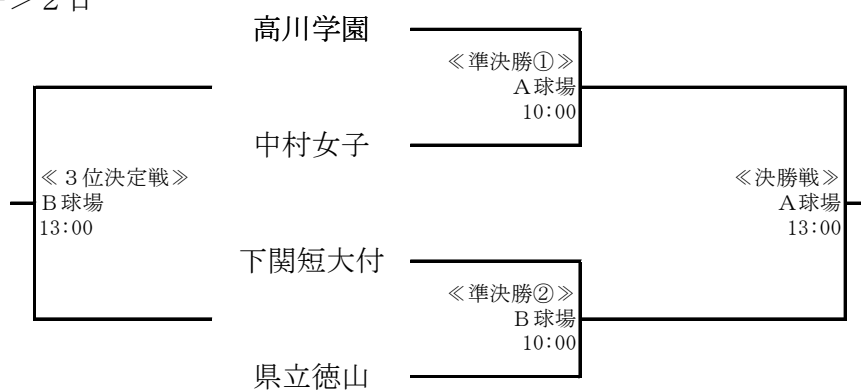 高川学園
≪準決勝①≫
Ａ球場
10:00
中村女子
≪３位決定戦≫
Ｂ球場
13:00
≪決勝戦≫
Ａ球場
13:00
下関短大付
≪準決勝②≫
Ｂ球場
10:00
県立徳山